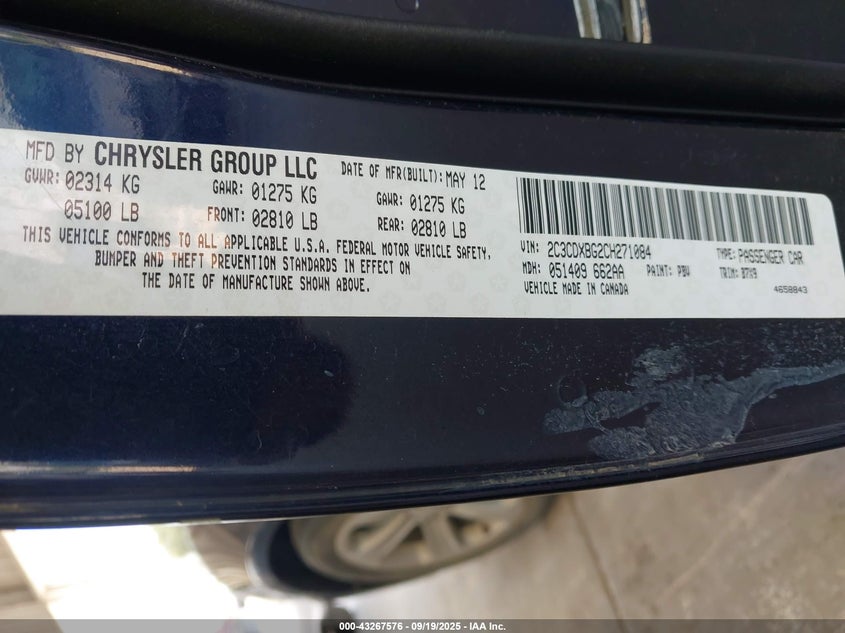 MFD BY CHRYSLER GROUP LLC DATE OF MFR(BUILT): MAY 12
GVWR: 02314 KG GAWR: 01275 KG GAWR: 01275 KG
05100 LB FRONT: 02810 LB REAR: 02810 LB
THIS VEHICLE CONFORMS TO ALL APPLICABLE U.S.A. FEDERAL MOTOR VEHICLE SAFETY,
BUMPER AND THEFT PREVENTION STANDARDS IN EFFECT ON
THE DATE OF MANUFACTURE SHOWN ABOVE.
VIN: 2C3CDXBG2CH271084 TYPE: PASSENGER CAR
MDH: 051409 662AA PAINT: PBV TRIM: B7X9
VEHICLE MADE IN CANADA 4658843
000-43267576 - 09/19/2025 - IAA Inc.